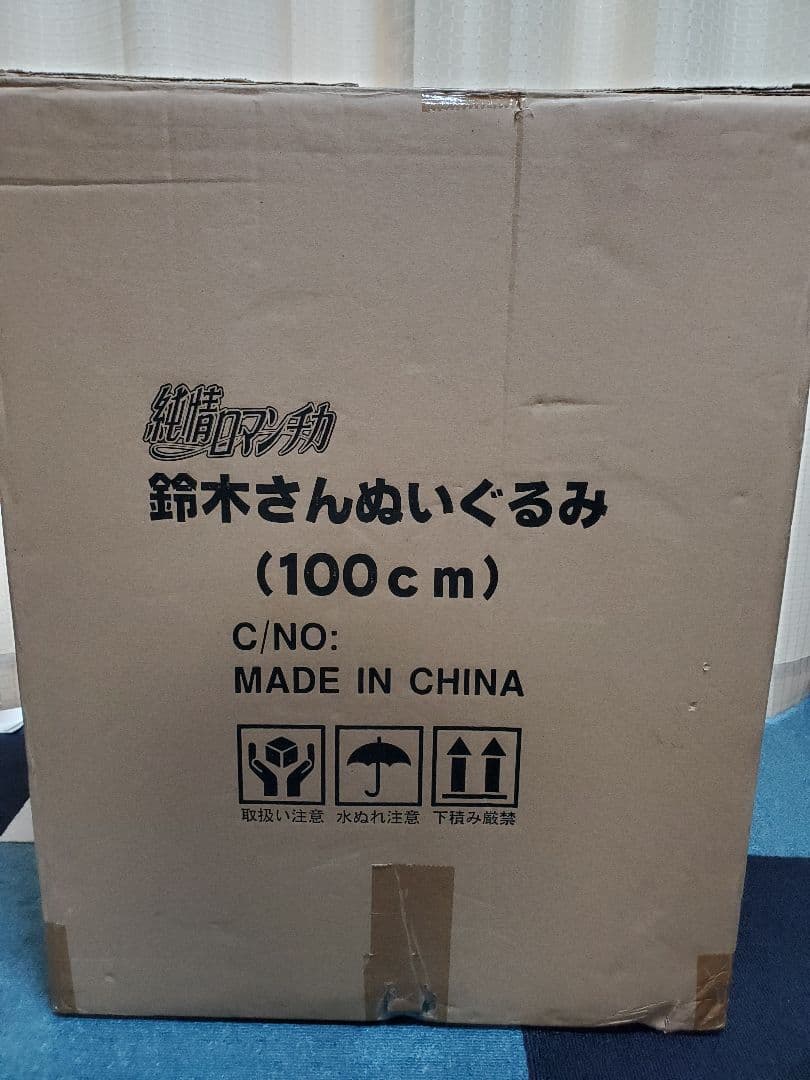 純情ロマンチカ
鈴木さんぬいぐるみ
(100cm)
C/NO:
MADE IN CHINA
取扱い注意 水ぬれ注意 下積み厳禁